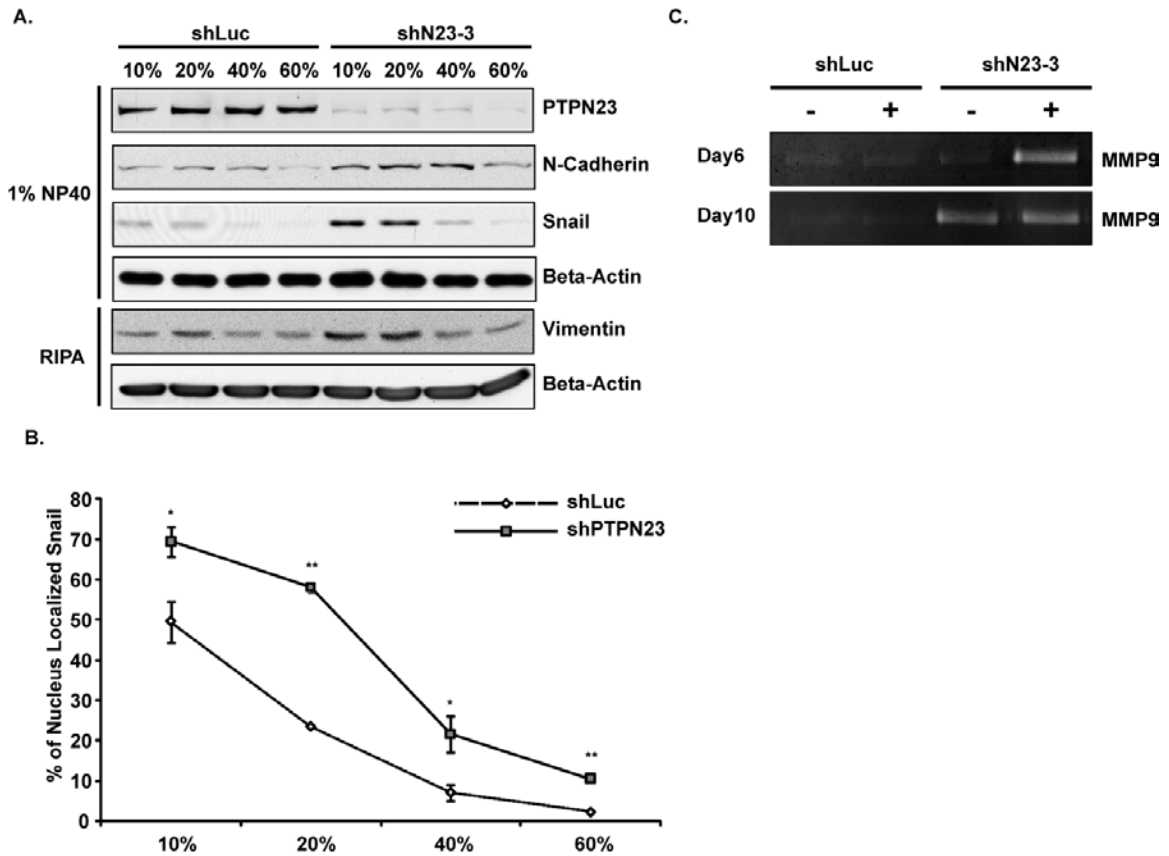 A.
shLuc shN23-3
10% 20% 40% 60% 10% 20% 40% 60%
1% NP40
PTPN23
N-Cadherin
Snail
Beta-Actin
RIPA
Vimentin
Beta-Actin
C.
shLuc shN23-3
- + - +
Day6 MMP9
Day10 MMP9
B.
% of Nucleus Localized Snail
80
70
60
50
40
30
20
10
0
* ** * **
shLuc
shPTPN23
10% 20% 40% 60%